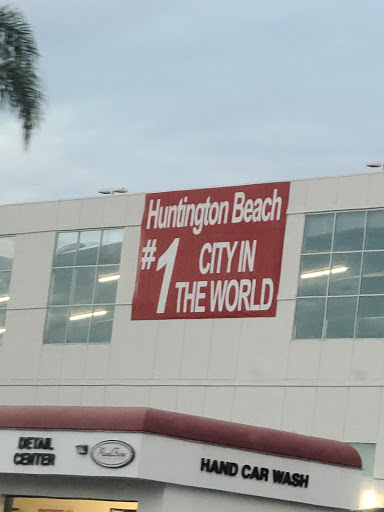 Huntington Beach
#1 CITY IN
THE WORLD
DETAIL
CENTER
HAND CAR WASH